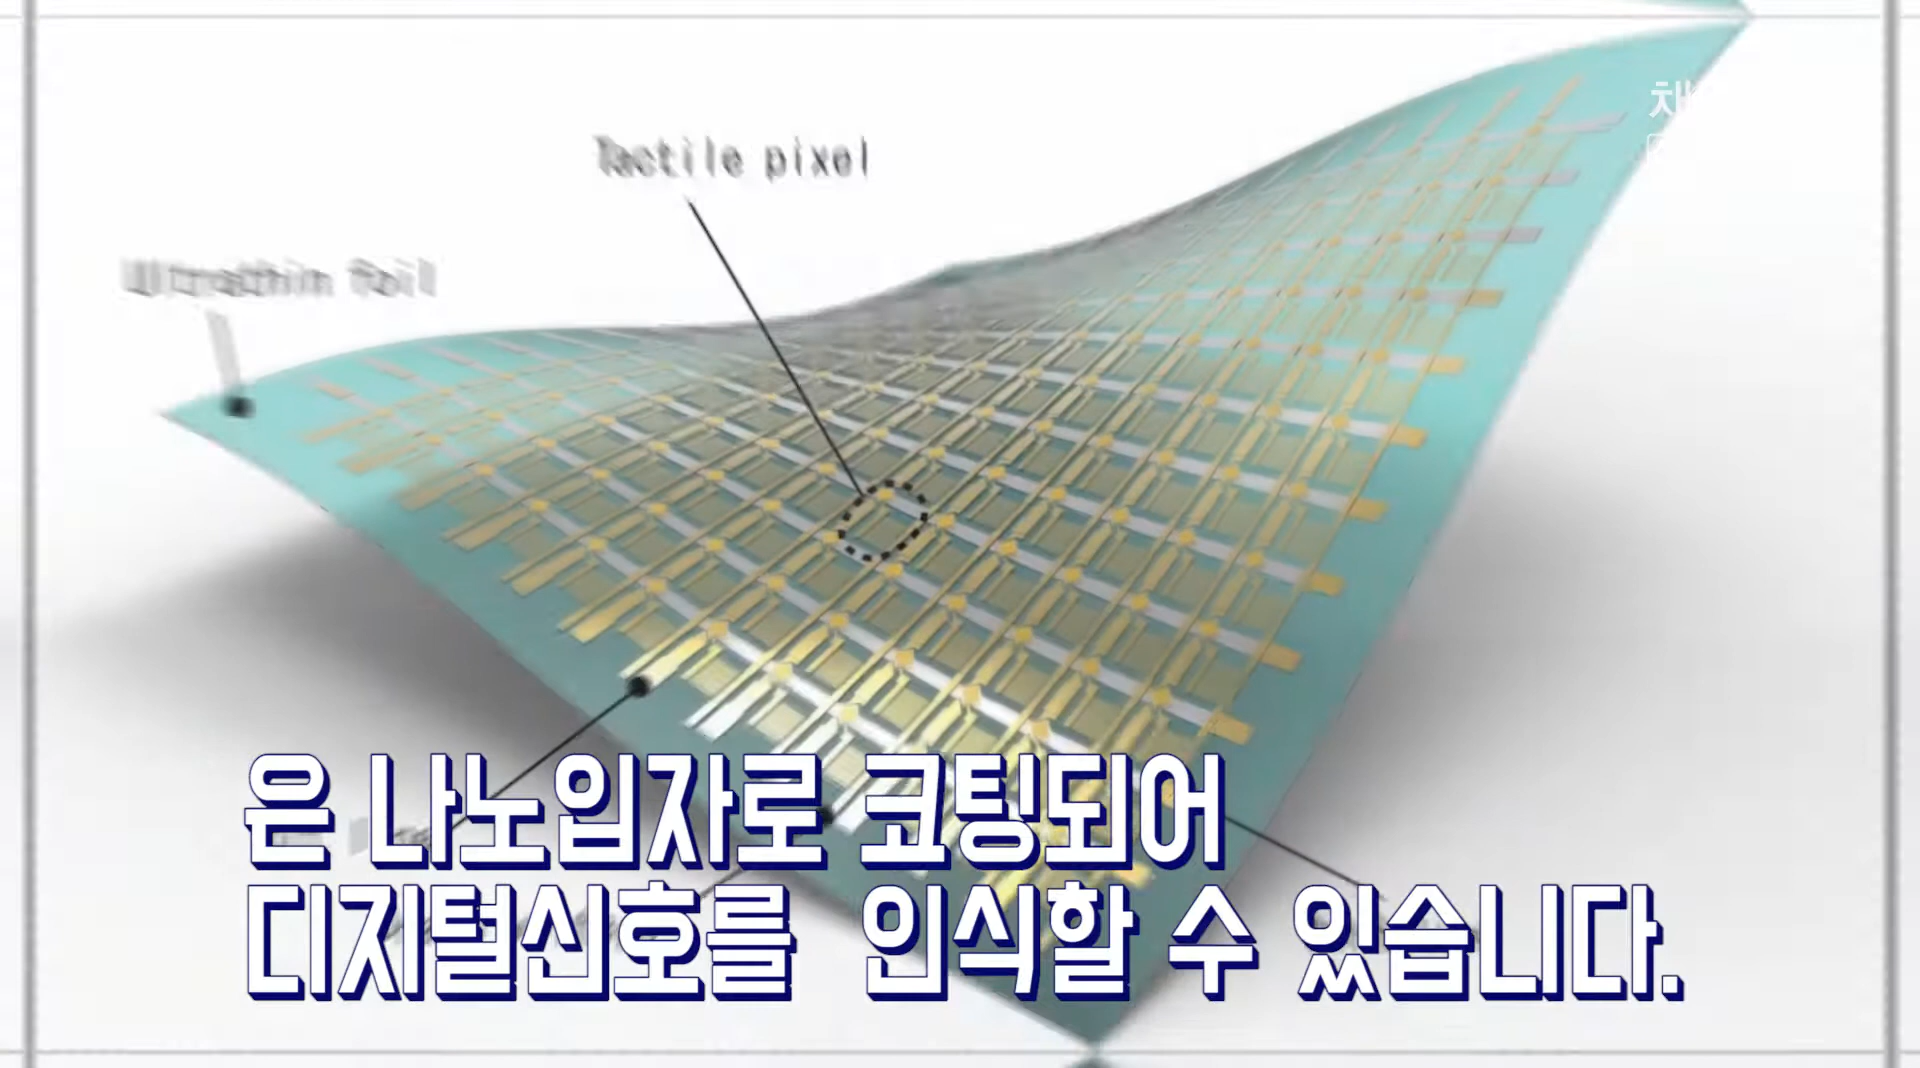 Tactile pixel
Ultrathin foil
은 나노입자로 코팅되어
디지털신호를 인식할 수 있습니다.